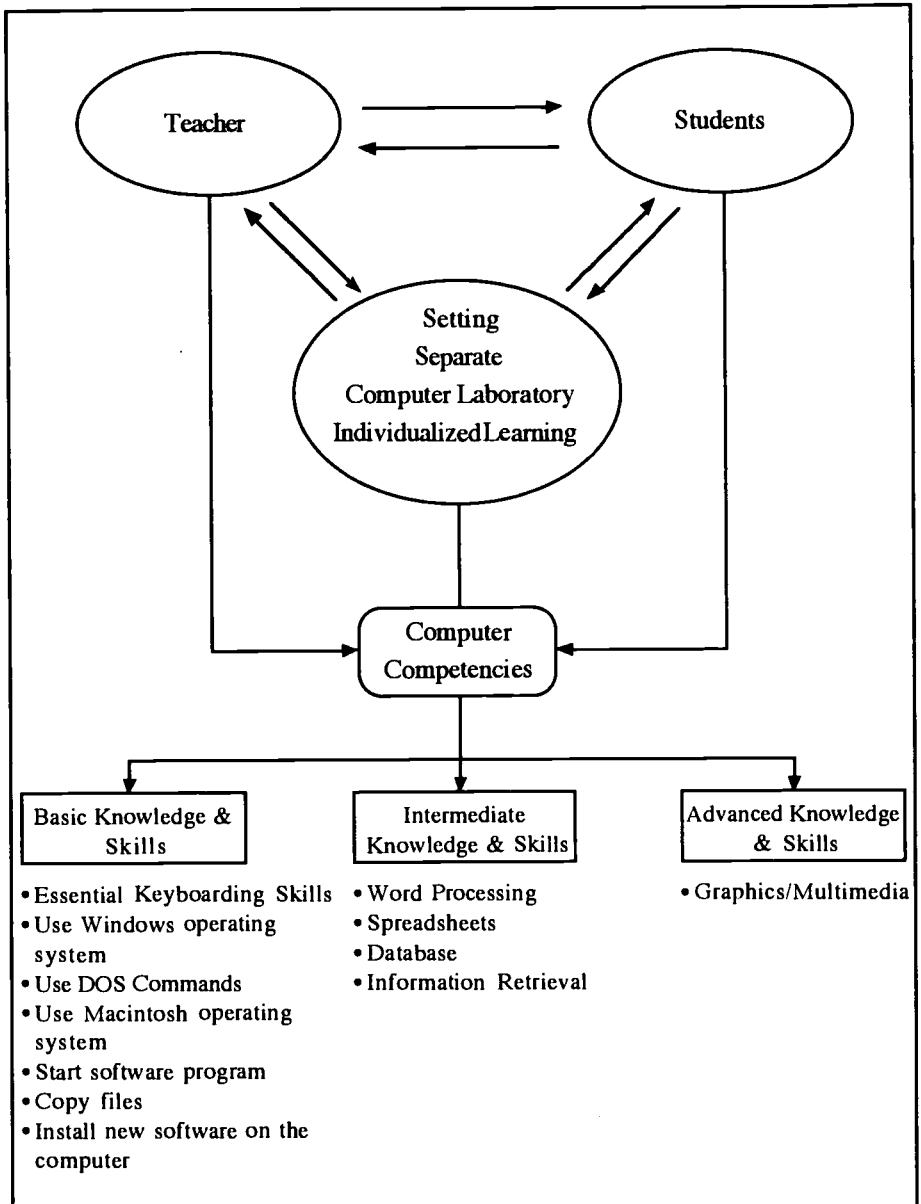 Teacher
Students
Setting
Separate
Computer Laboratory
Individualized Learning
Computer
Competencies
Basic Knowledge &
Skills
• Essential Keyboarding Skills
• Use Windows operating
system
• Use DOS Commands
• Use Macintosh operating
system
• Start software program
• Copy files
• Install new software on the
computer
Intermediate
Knowledge & Skills
• Word Processing
• Spreadsheets
• Database
• Information Retrieval
Advanced Knowledge
& Skills
• Graphics/Multimedia